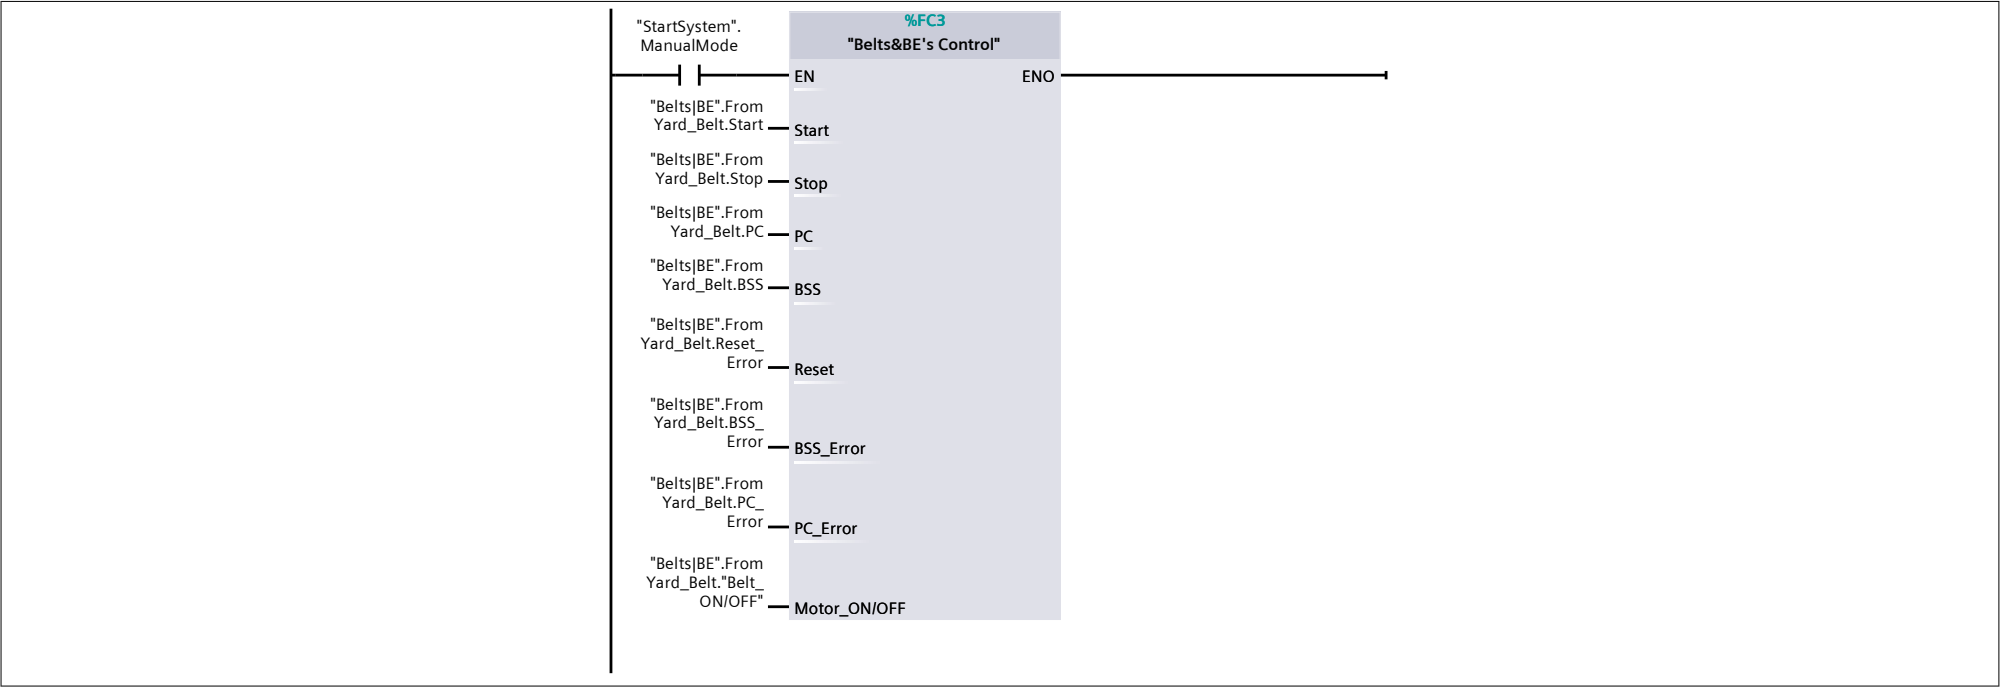 "StartSystem".
ManualMode
%FC3
"Belts&BE's Control"
EN
ENO
"Belts|BE".From
Yard_Belt.Start
Start
"Belts|BE".From
Yard_Belt.Stop
Stop
"Belts|BE".From
Yard_Belt.PC
PC
"Belts|BE".From
Yard_Belt.BSS
BSS
"Belts|BE".From
Yard_Belt.Reset_
Error
Reset
"Belts|BE".From
Yard_Belt.BSS_
Error
BSS_Error
"Belts|BE".From
Yard_Belt.PC_
Error
PC_Error
"Belts|BE".From
Yard_Belt."Belt_
ON/OFF"
Motor_ON/OFF